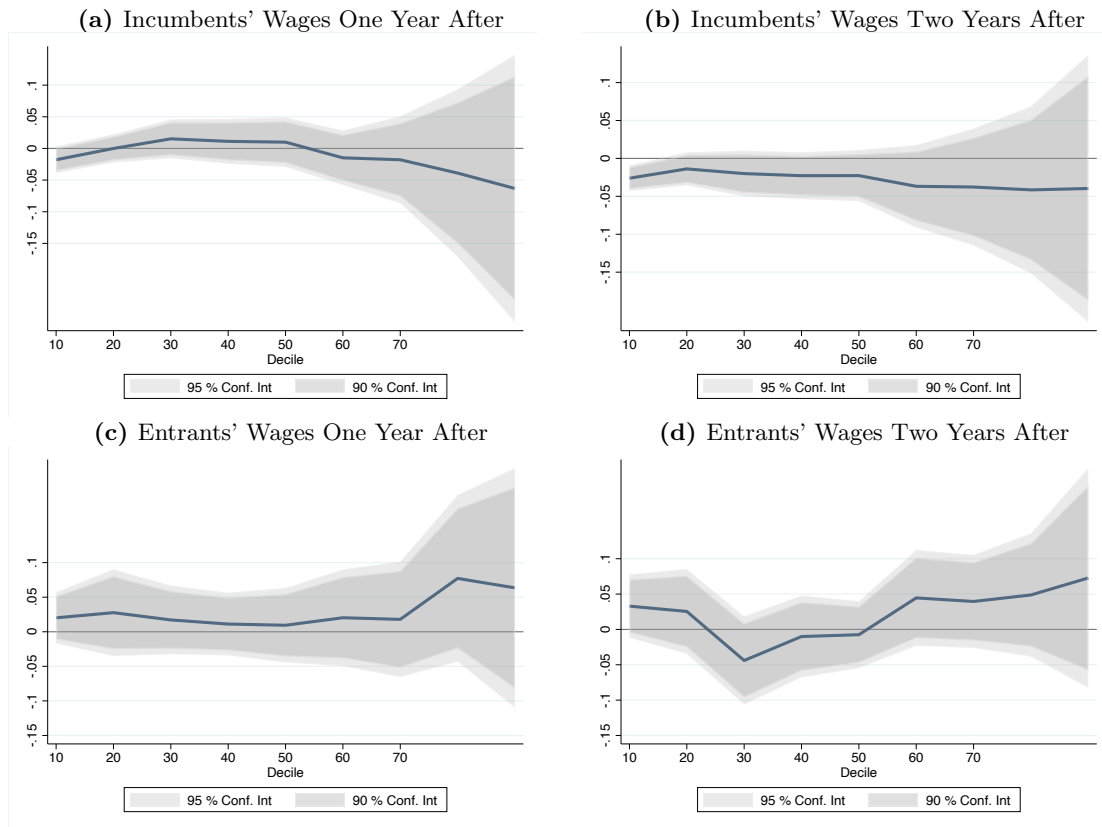 (a) Incumbents' Wages One Year After
.1
.05
0
-.05
-.1
-.15
10 20 30 40 50 60 70
Decile
95 % Conf. Int 90 % Conf. Int
(b) Incumbents' Wages Two Years After
.1
.05
0
-.05
-.1
-.15
10 20 30 40 50 60 70
Decile
95 % Conf. Int 90 % Conf. Int
(c) Entrants' Wages One Year After
.1
.05
0
-.05
-.1
-.15
10 20 30 40 50 60 70
Decile
95 % Conf. Int 90 % Conf. Int
(d) Entrants' Wages Two Years After
.1
.05
0
-.05
-.1
-.15
10 20 30 40 50 60 70
Decile
95 % Conf. Int 90 % Conf. Int